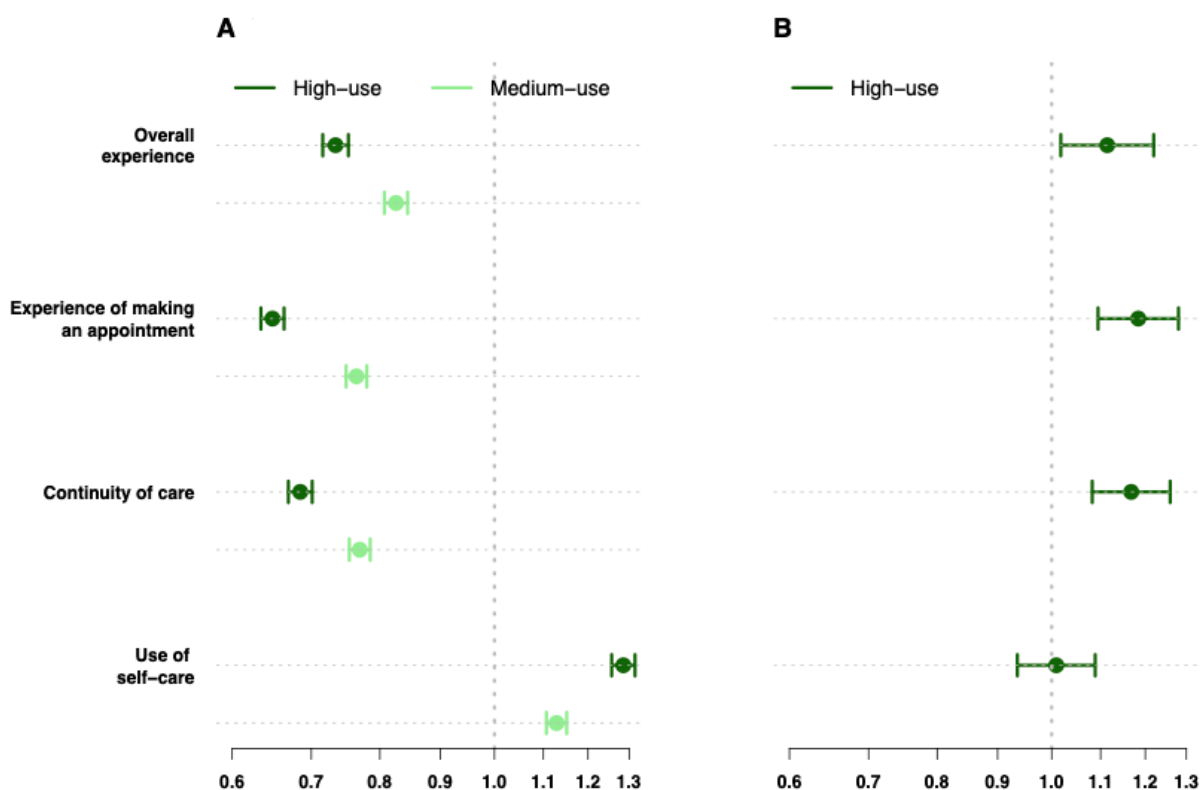 A
B
High−use
Medium−use
High−use
Overall
experience
Experience of making
an appointment
Continuity of care
Use of
self−care
0.6 0.7 0.8 0.9 1.0 1.1 1.2 1.3
0.6 0.7 0.8 0.9 1.0 1.1 1.2 1.3